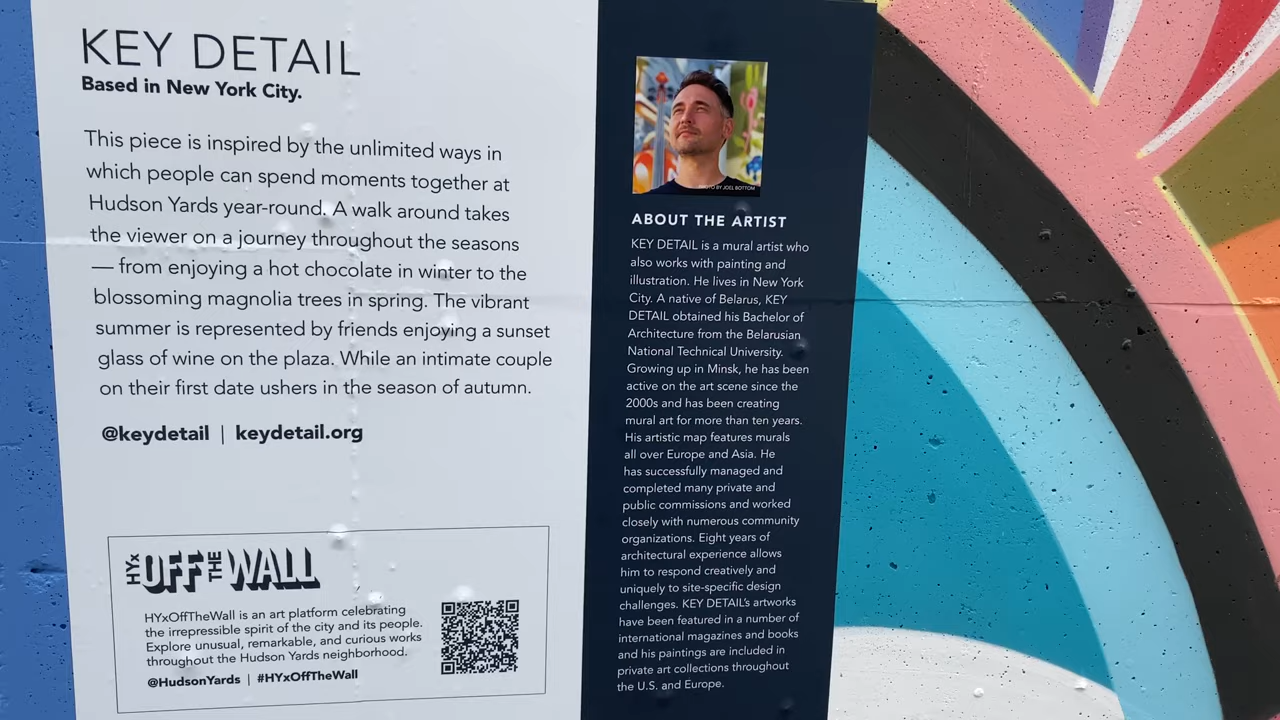 KEY DETAIL
Based in New York City.
This piece is inspired by the unlimited ways in
which people can spend moments together at
Hudson Yards year-round. A walk around takes
the viewer on a journey throughout the seasons
— from enjoying a hot chocolate in winter to the
blossoming magnolia trees in spring. The vibrant
summer is represented by friends enjoying a sunset
glass of wine on the plaza. While an intimate couple
on their first date ushers in the season of autumn.
@keydetail | keydetail.org
HYx OFF THE WALL
HYxOffTheWall is an art platform celebrating
the irrepressible spirit of the city and its people.
Explore unusual, remarkable, and curious works
throughout the Hudson Yards neighborhood.
@HudsonYards | #HYxOffTheWall
PHOTO BY JOEL BOTTOM
ABOUT THE ARTIST
KEY DETAIL is a mural artist who
also works with painting and
illustration. He lives in New York
City. A native of Belarus, KEY
DETAIL obtained his Bachelor of
Architecture from the Belarusian
National Technical University.
Growing up in Minsk, he has been
active on the art scene since the
2000s and has been creating
mural art for more than ten years.
His artistic map features murals
all over Europe and Asia. He
has successfully managed and
completed many private and
public commissions and worked
closely with numerous community
organizations. Eight years of
architectural experience allows
him to respond creatively and
uniquely to site-specific design
challenges. KEY DETAIL's artworks
have been featured in a number of
international magazines and books
and his paintings are included in
private art collections throughout
the U.S. and Europe.